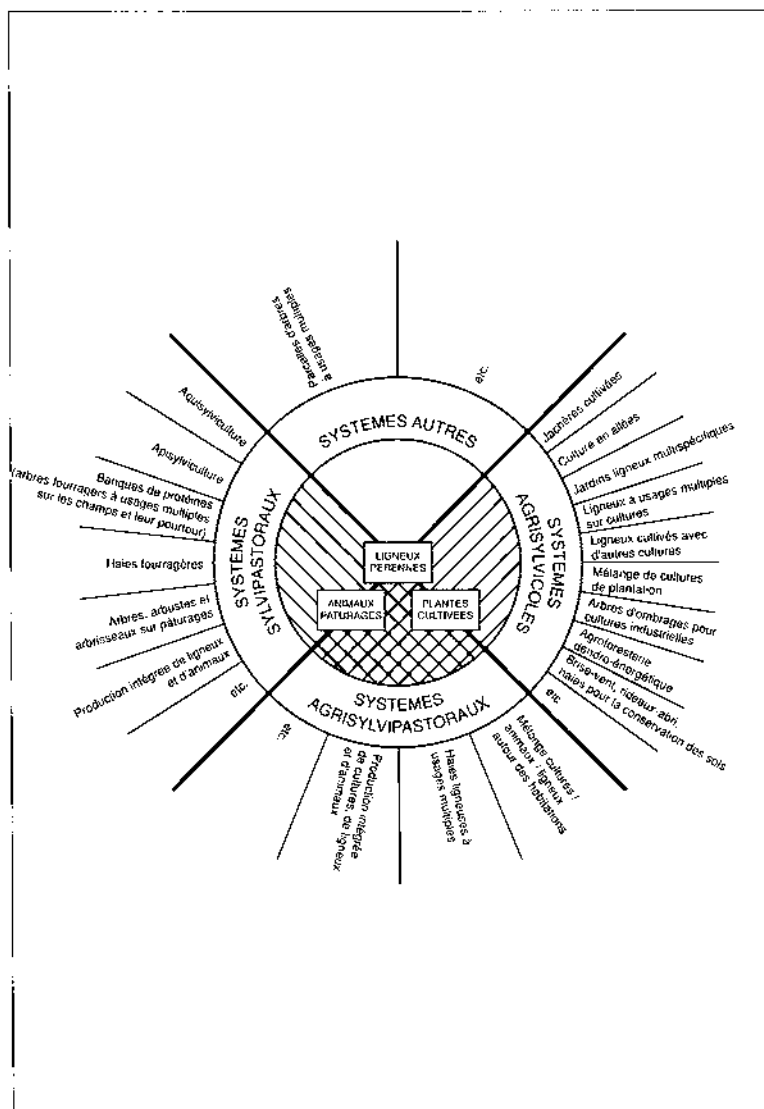 Parcelles d'arbres
à usages multiples
etc.
SYSTEMES AUTRES
Aquisylviculture
Apisylviculture
Banques de protéines
(arbres fourragers à usages multiples
sur les champs et leur pourtour)
Haies fourragères
Arbres, arbustes et
arbrisseaux sur pâturages
Production intégrée de ligneux
et d'animaux
etc.
SYSTEMES
SYLVIPASTORAUX
LIGNEUX
PERENNES
ANIMAUX
PATURAGES
PLANTES
CULTIVEES
SYSTEMES
AGRISYLVICOLES
Jachères cultivées
Culture en allées
Jardins ligneux multispécifiques
Ligneux à usages multiples
sur cultures
Ligneux cultivés avec
d'autres cultures
Mélange de cultures
de plantation
Arbres d'ombrages pour
cultures industrielles
Agroforesterie
dendro-énergétique
Brise-vent, rideaux-abri,
haies pour la conservation des sols
etc
SYSTEMES
AGRISYLVIPASTORAUX
etc.
Production intégrée
de cultures, de ligneux
et d'animaux
Haies ligneuses à
usages multiples
Mélange cultures /
animaux / ligneux
autour des habitations